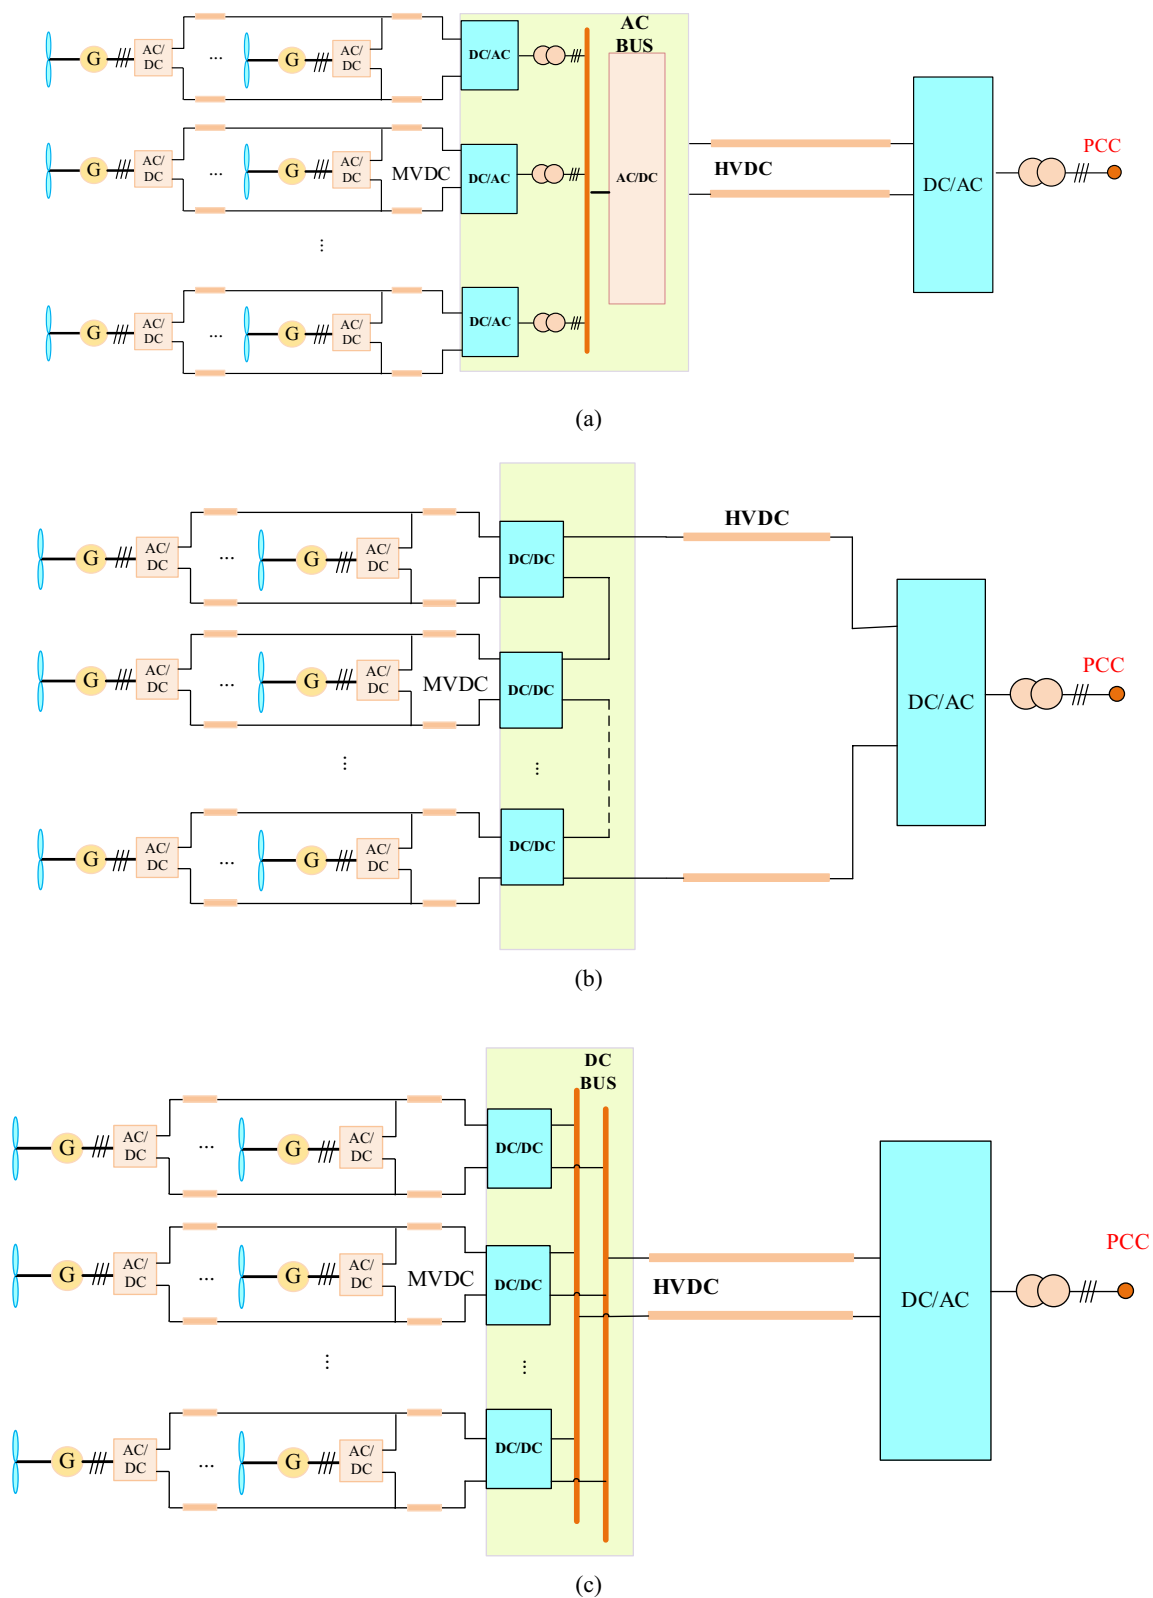 AC
BUS
G
AC/
DC
...
G
AC/
DC
DC/AC
G
AC/
DC
...
G
AC/
DC
MVDC
DC/AC
AC/DC
HVDC
DC/AC
PCC
...
G
AC/
DC
...
G
AC/
DC
DC/AC
(a)
HVDC
G
AC/
DC
...
G
AC/
DC
DC/DC
G
AC/
DC
...
G
AC/
DC
MVDC
DC/DC
DC/AC
PCC
...
...
G
AC/
DC
...
G
AC/
DC
DC/DC
(b)
DC
BUS
G
AC/
DC
...
G
AC/
DC
DC/DC
G
AC/
DC
...
G
AC/
DC
MVDC
DC/DC
HVDC
DC/AC
PCC
...
...
G
AC/
DC
...
G
AC/
DC
DC/DC
(c)